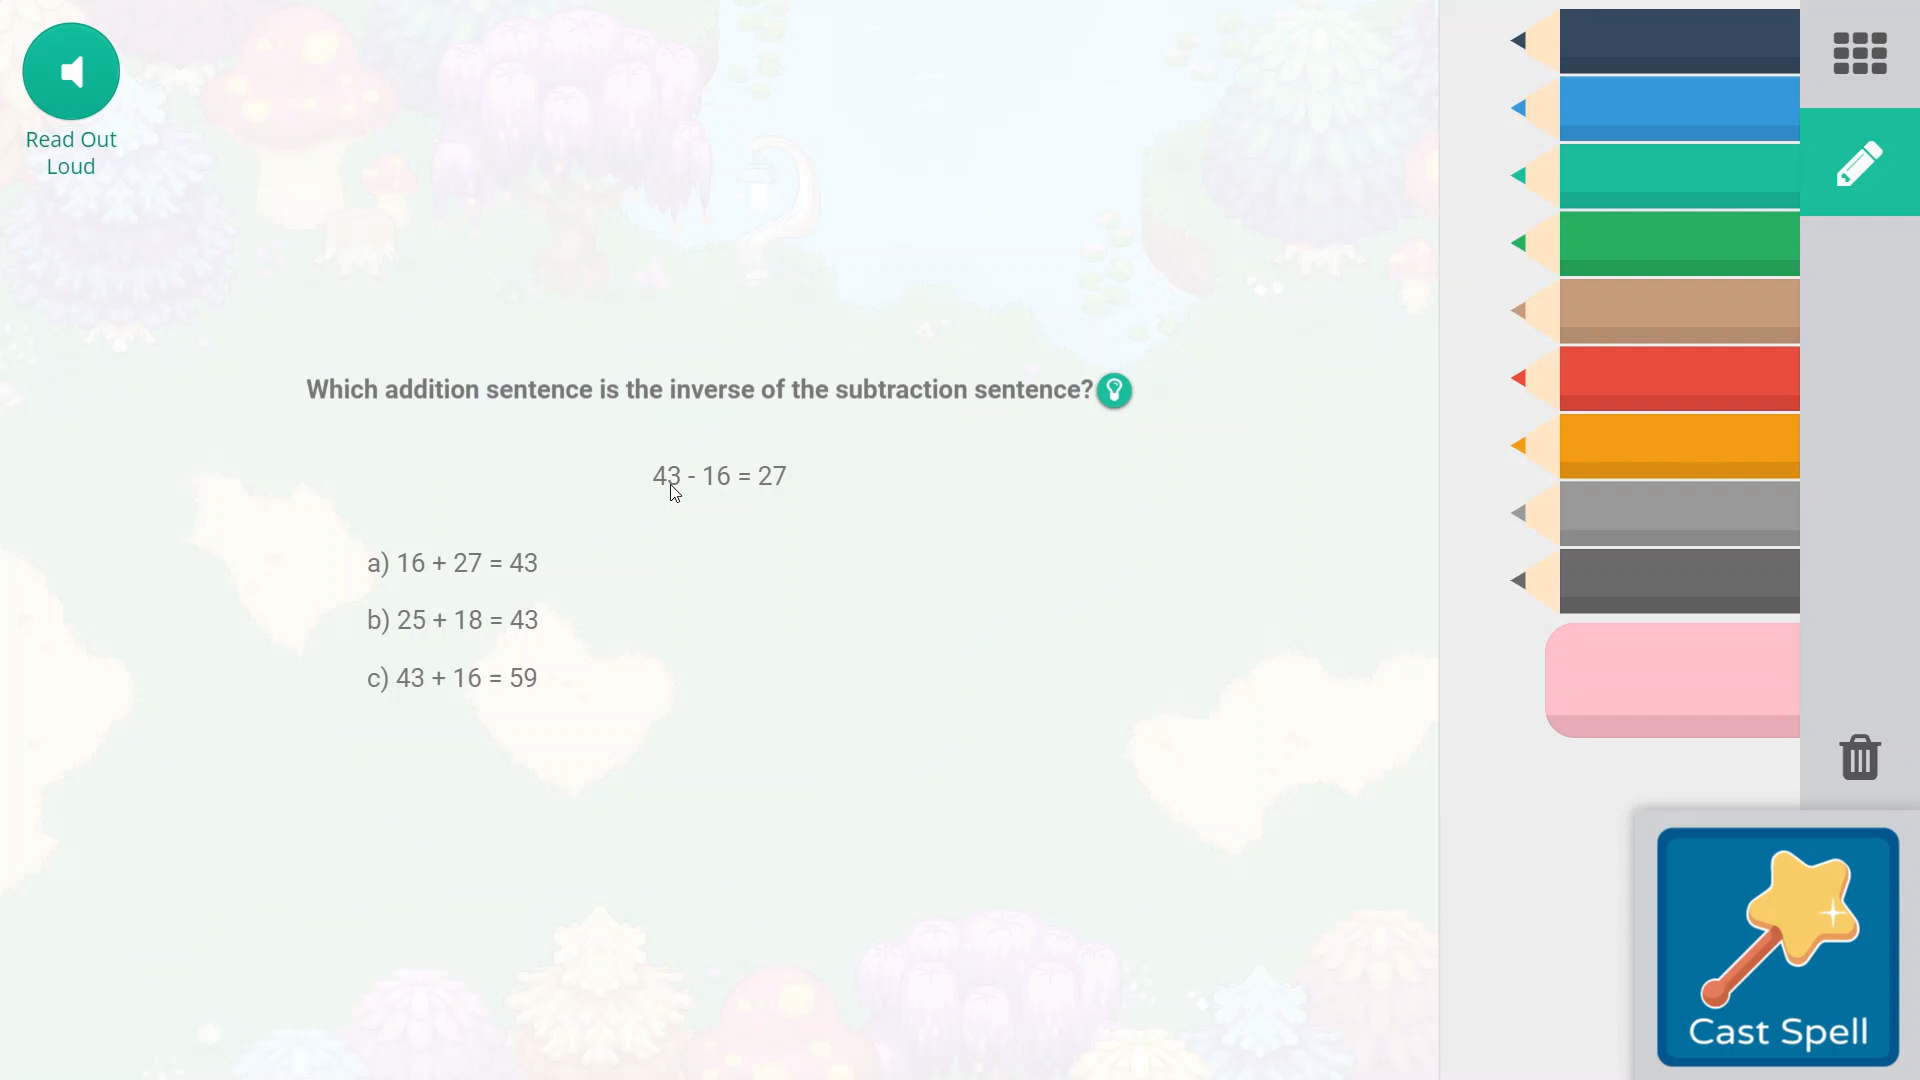 Read Out
Loud
Which addition sentence is the inverse of the subtraction sentence?
43 - 16 = 27
a) 16 + 27 = 43
b) 25 + 18 = 43
c) 43 + 16 = 59
Cast Spell